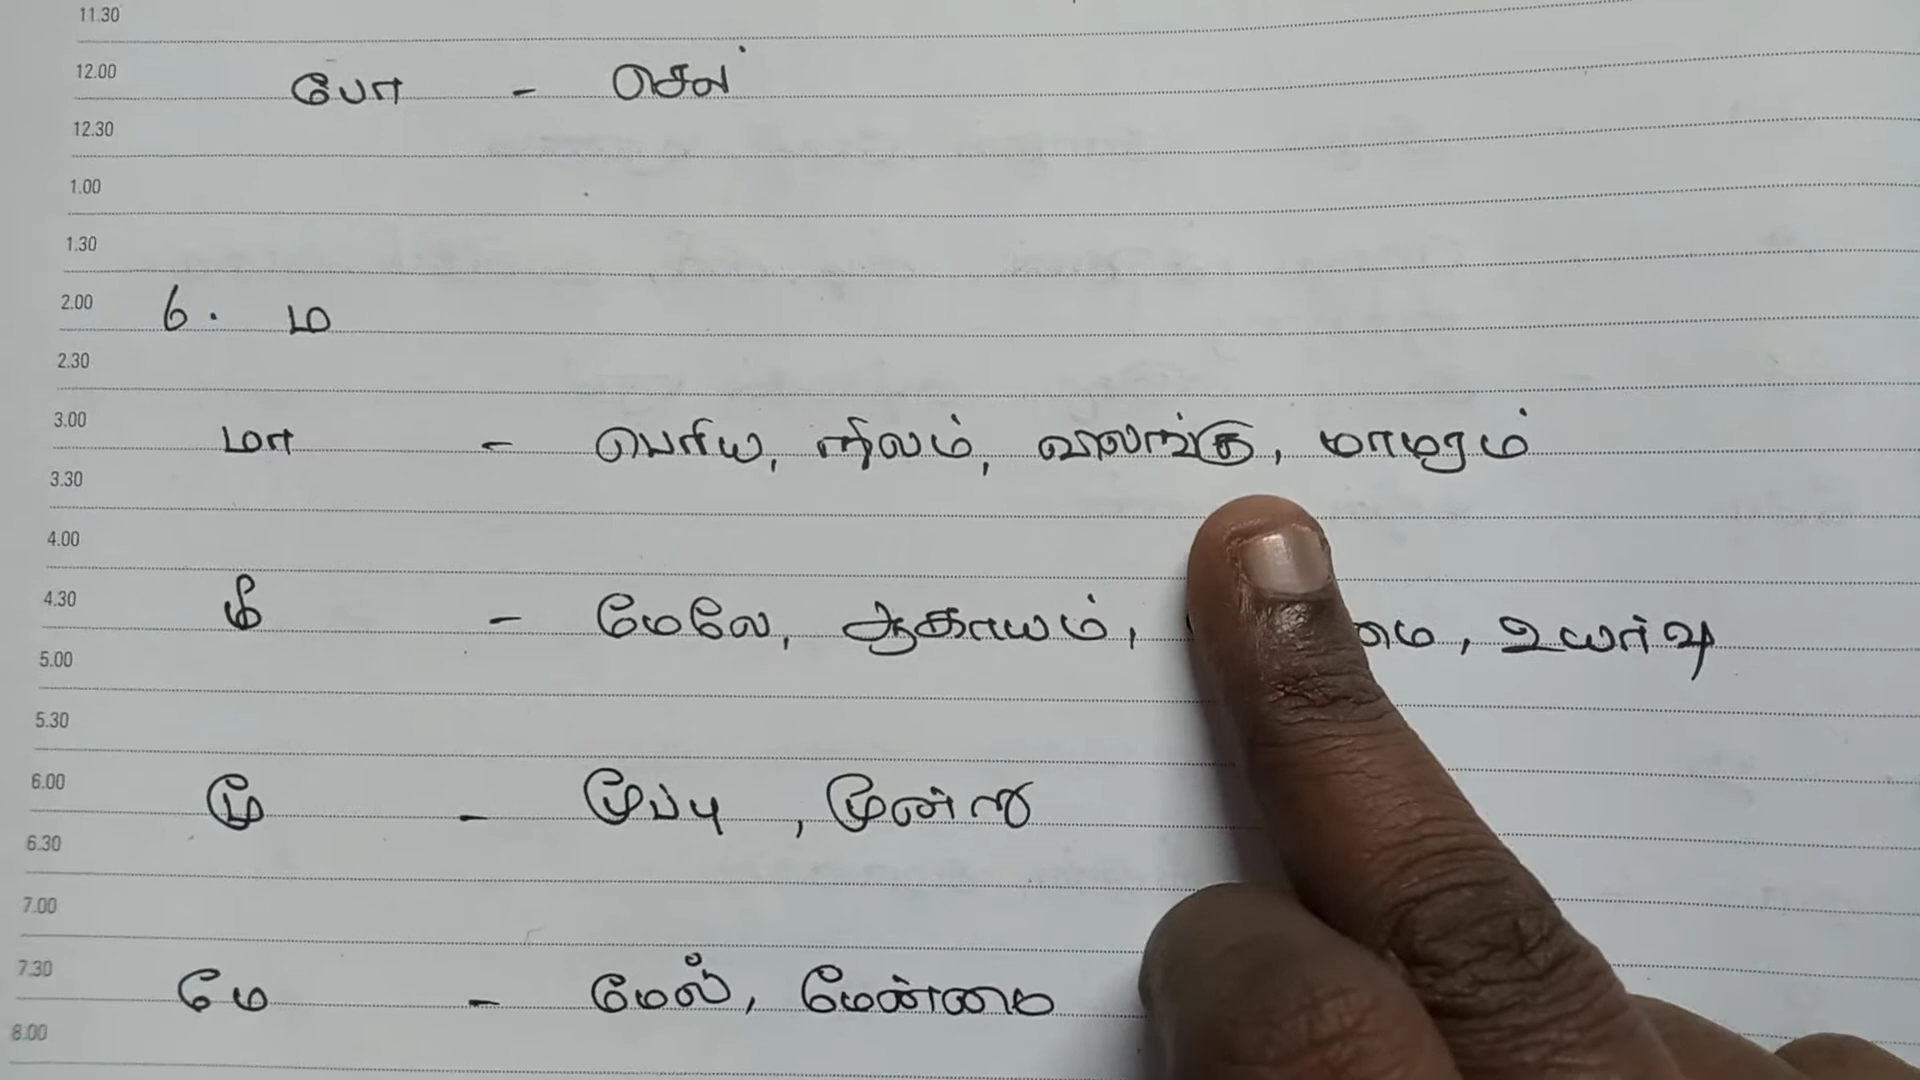 11.30
12.00 போ - செல்
12.30
1.00
1.30
2.00 6. ம
2.30
3.00 மா - பெரிய, நிலம், விலங்கு, மாமரம்
3.30
4.00
4.30 மீ - மேலே, ஆகாயம், உயர்வு
5.00
5.30
6.00 மூ - மூப்பு, மூன்று
6.30
7.00
7.30 மே - மேல், மேன்மை
8.00